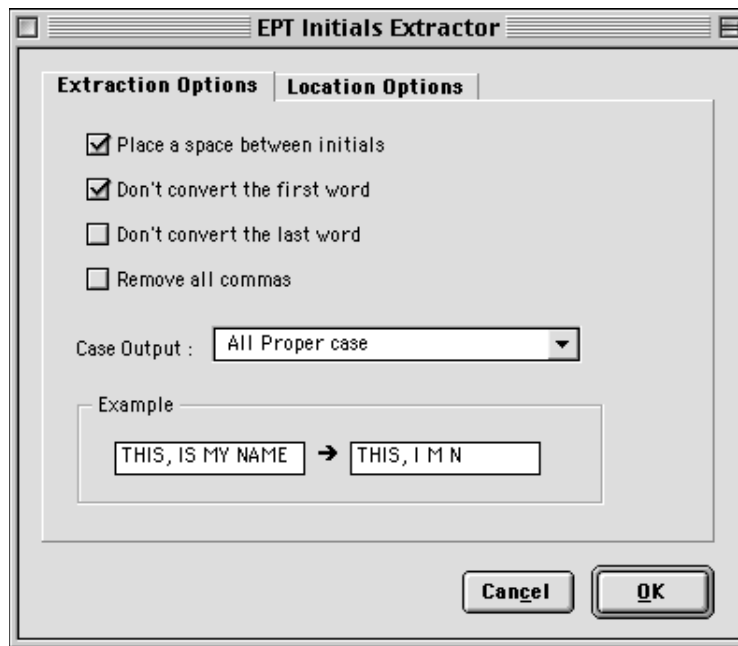 EPT Initials Extractor
Extraction Options
Location Options
Place a space between initials
Don't convert the first word
Don't convert the last word
Remove all commas
Case Output :
All Proper case
Example
THIS, IS MY NAME
THIS, I M N
Cancel
OK